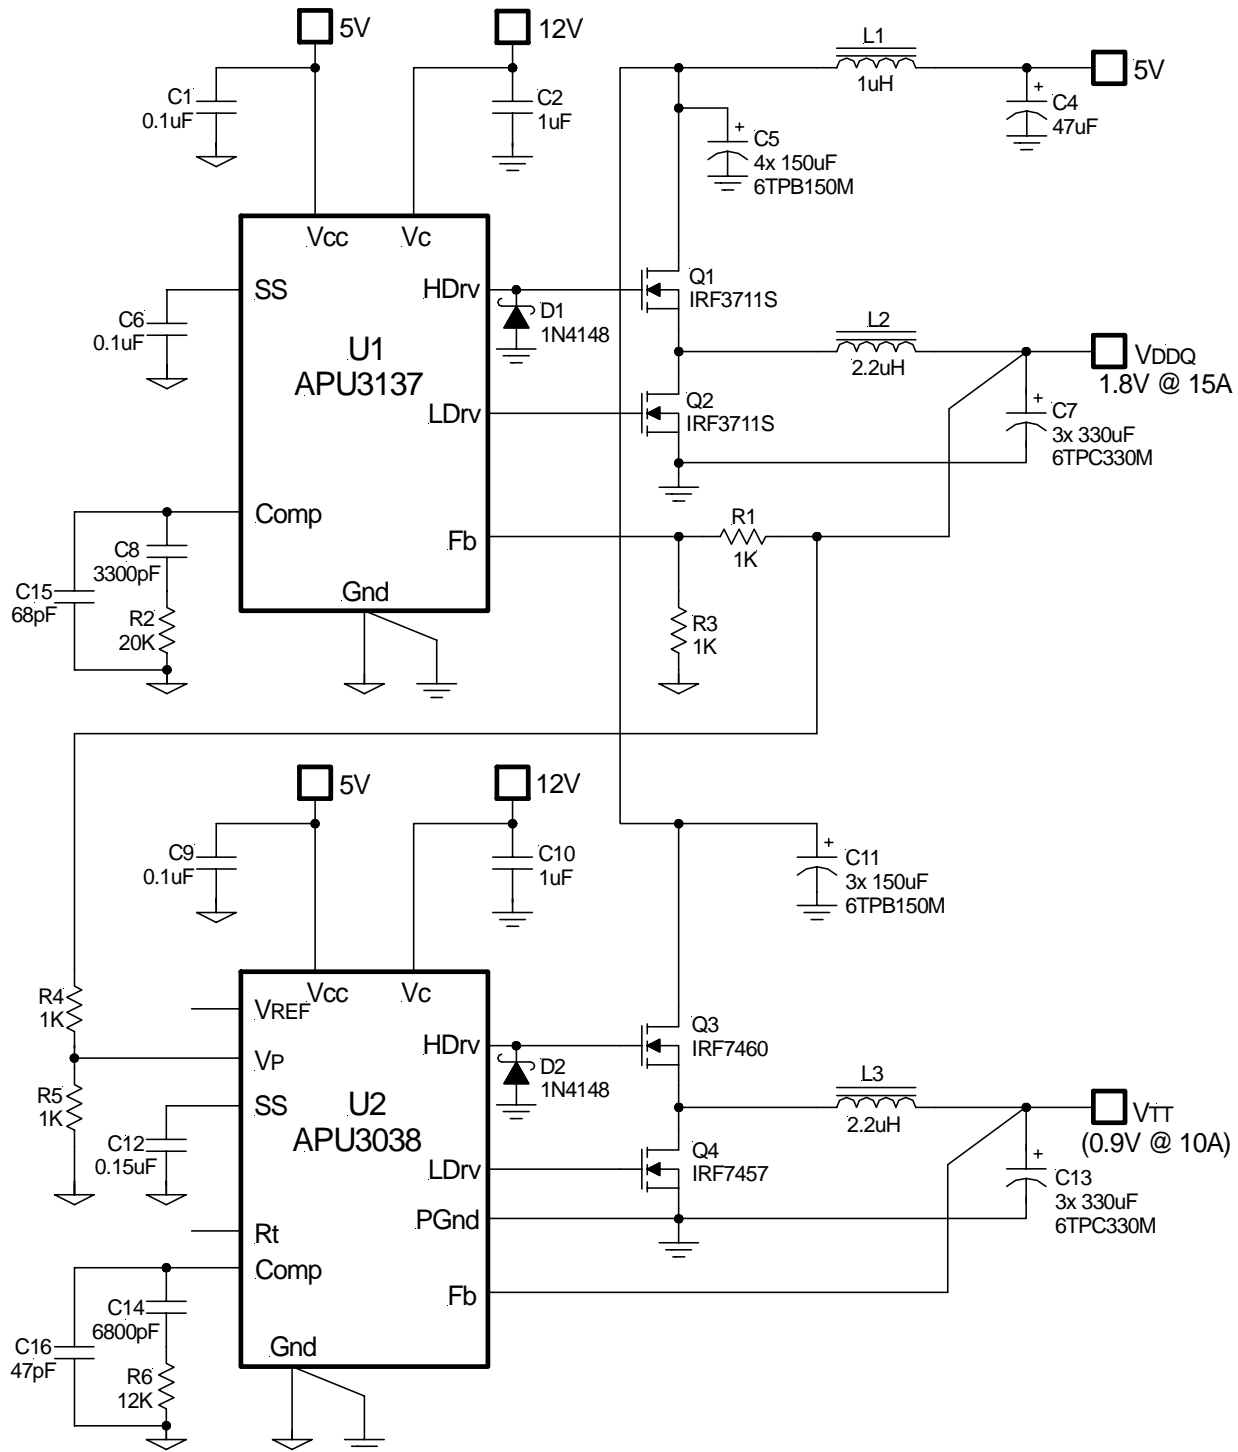 5V
12V
L1
1uH
5V
C1
0.1uF
C2
1uF
+
C4
47uF
+
C5
4x 150uF
6TPB150M
Vcc
Vc
SS
HDrv
Q1
IRF3711S
C6
0.1uF
D1
1N4148
U1
APU3137
L2
2.2uH
VDDQ
1.8V @ 15A
LDrv
Q2
IRF3711S
+
C7
3x 330uF
6TPC330M
Comp
Fb
R1
1K
C8
3300pF
C15
68pF
R2
20K
Gnd
R3
1K
5V
12V
C9
0.1uF
C10
1uF
+
C11
3x 150uF
6TPB150M
Vcc
Vc
R4
1K
VREF
HDrv
Q3
IRF7460
VP
D2
1N4148
R5
1K
SS
U2
APU3038
L3
2.2uH
VTT
(0.9V @ 10A)
C12
0.15uF
LDrv
Q4
IRF7457
+
C13
3x 330uF
6TPC330M
PGnd
Rt
Comp
Fb
C14
6800pF
C16
47pF
R6
12K
Gnd